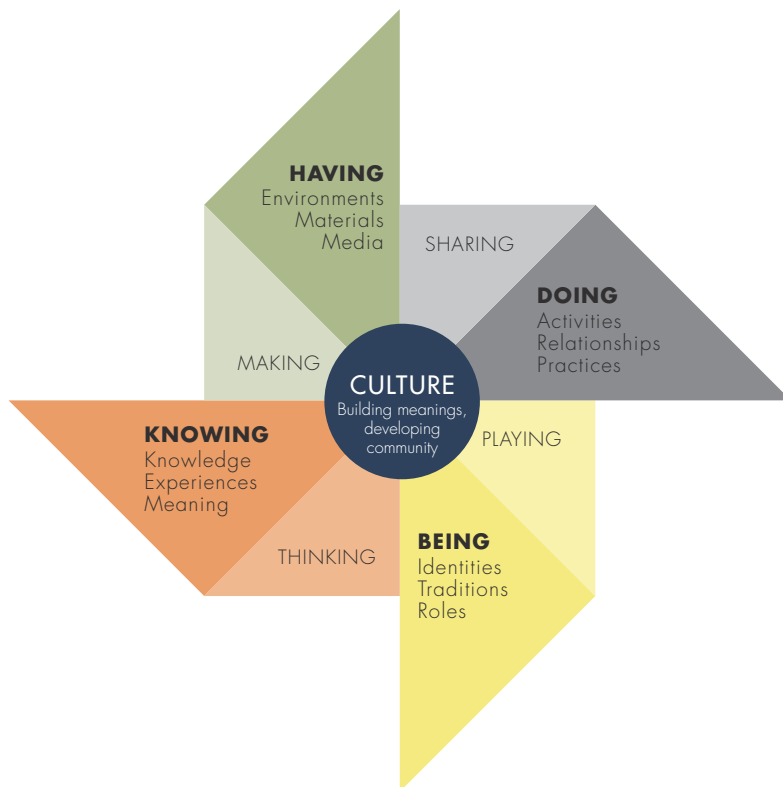 HAVING
Environments
Materials
Media
SHARING
DOING
Activities
Relationships
Practices
MAKING
CULTURE
Building meanings,
developing
community
KNOWING
Knowledge
Experiences
Meaning
PLAYING
THINKING
BEING
Identities
Traditions
Roles